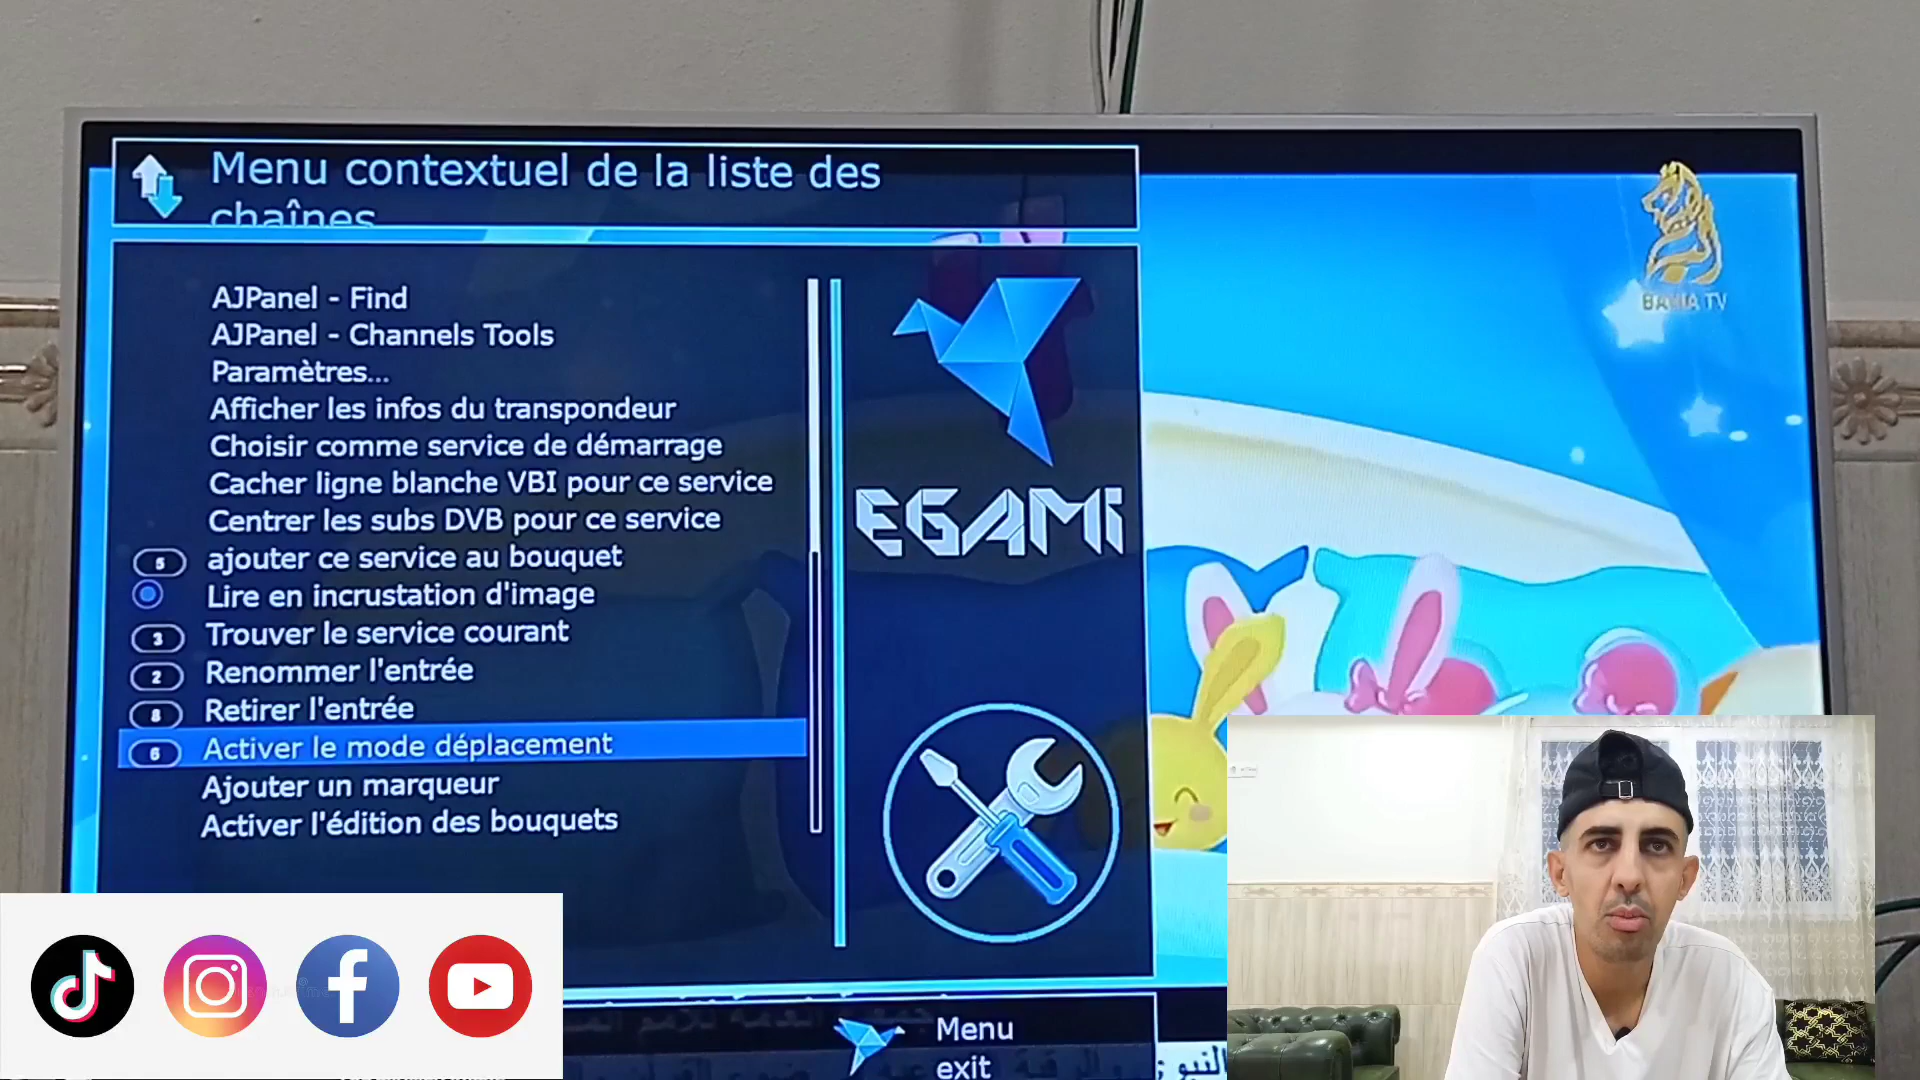 Menu contextuel de la liste des
chaînes
AJPanel - Find
AJPanel - Channels Tools
Paramètres...
Afficher les infos du transpondeur
Choisir comme service de démarrage
Cacher ligne blanche VBI pour ce service
Centrer les subs DVB pour ce service
5 ajouter ce service au bouquet
Lire en incrustation d'image
3 Trouver le service courant
2 Renommer l'entrée
8 Retirer l'entrée
6 Activer le mode déplacement
Ajouter un marqueur
Activer l'édition des bouquets
EGAMI
BAHIA TV
Menu
exit